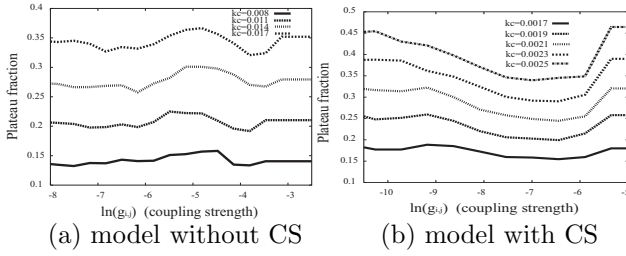 0.4
0.35
0.3
0.25
0.2
0.15
0.1
Plateau fraction
kc=0.008
kc=0.011
kc=0.014
kc=0.017
-8 -7 -6 -5 -4 -3
ln(gi,j) (coupling strength)
(a) model without CS
0.5
0.45
0.4
0.35
0.3
0.25
0.2
0.15
0.1
Plateau fraction
kc=0.0017
kc=0.0019
kc=0.0021
kc=0.0023
kc=0.0025
-10 -9 -8 -7 -6
ln(gi,j) (coupling strength)
(b) model with CS